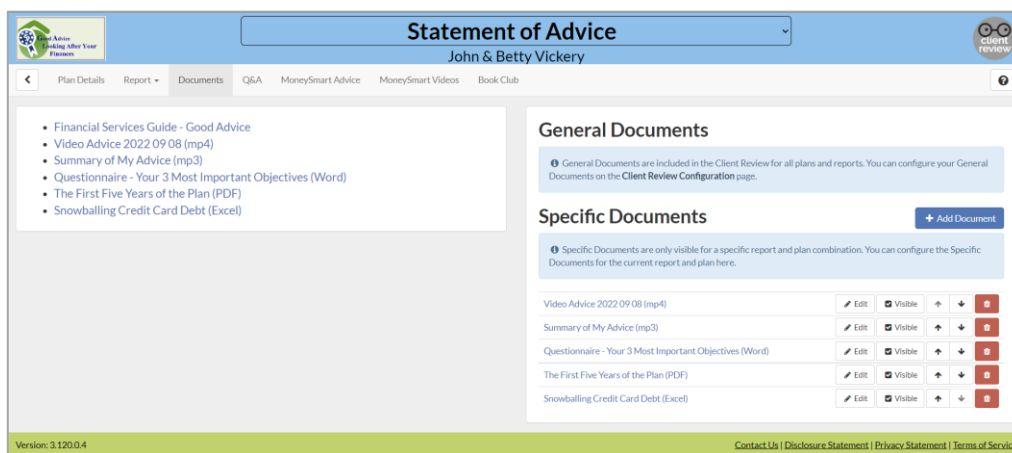 Good Advice
Looking After Your
Finances
Statement of Advice
John & Betty Vickery
client
review
Plan Details Report Documents Q&A MoneySmart Advice MoneySmart Videos Book Club
Financial Services Guide - Good Advice
Video Advice 2022 09 08 (mp4)
Summary of My Advice (mp3)
Questionnaire - Your 3 Most Important Objectives (Word)
The First Five Years of the Plan (PDF)
Snowballing Credit Card Debt (Excel)
General Documents
General Documents are included in the Client Review for all plans and reports. You can configure your General
Documents on the Client Review Configuration page.
Specific Documents
+ Add Document
Specific Documents are only visible for a specific report and plan combination. You can configure the Specific
Documents for the current report and plan here.
Video Advice 2022 09 08 (mp4) Edit Visible
Summary of My Advice (mp3) Edit Visible
Questionnaire - Your 3 Most Important Objectives (Word) Edit Visible
The First Five Years of the Plan (PDF) Edit Visible
Snowballing Credit Card Debt (Excel) Edit Visible
Version: 3.120.0.4
Contact Us | Disclosure Statement | Privacy Statement | Terms of Servic